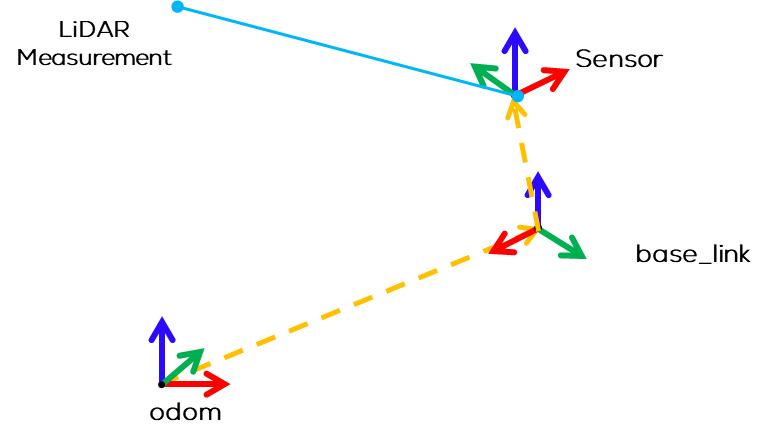 LiDAR
Measurement
Sensor
base_link
odom